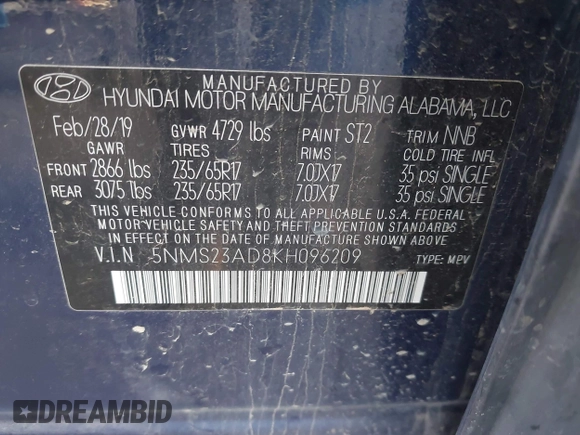 MANUFACTURED BY
HYUNDAI MOTOR MANUFACTURING ALABAMA, LLC
Feb/28/19 GVWR 4729 lbs PAINT ST2 TRIM NNB
GAWR TIRES RIMS COLD TIRE INFL
FRONT 2866 lbs 235/65R17 7.0JX17 35 psi SINGLE
REAR 3075 lbs 235/65R17 7.0JX17 35 psi SINGLE
THIS VEHICLE CONFORMS TO ALL APPLICABLE U.S.A. FEDERAL
MOTOR VEHICLE SAFETY AND THEFT PREVENTION STANDARDS
IN EFFECT ON THE DATE OF MANUFACTURE SHOWN ABOVE.
V.I.N 5NMS23AD8KH096209 TYPE: MPV
DREAMBID